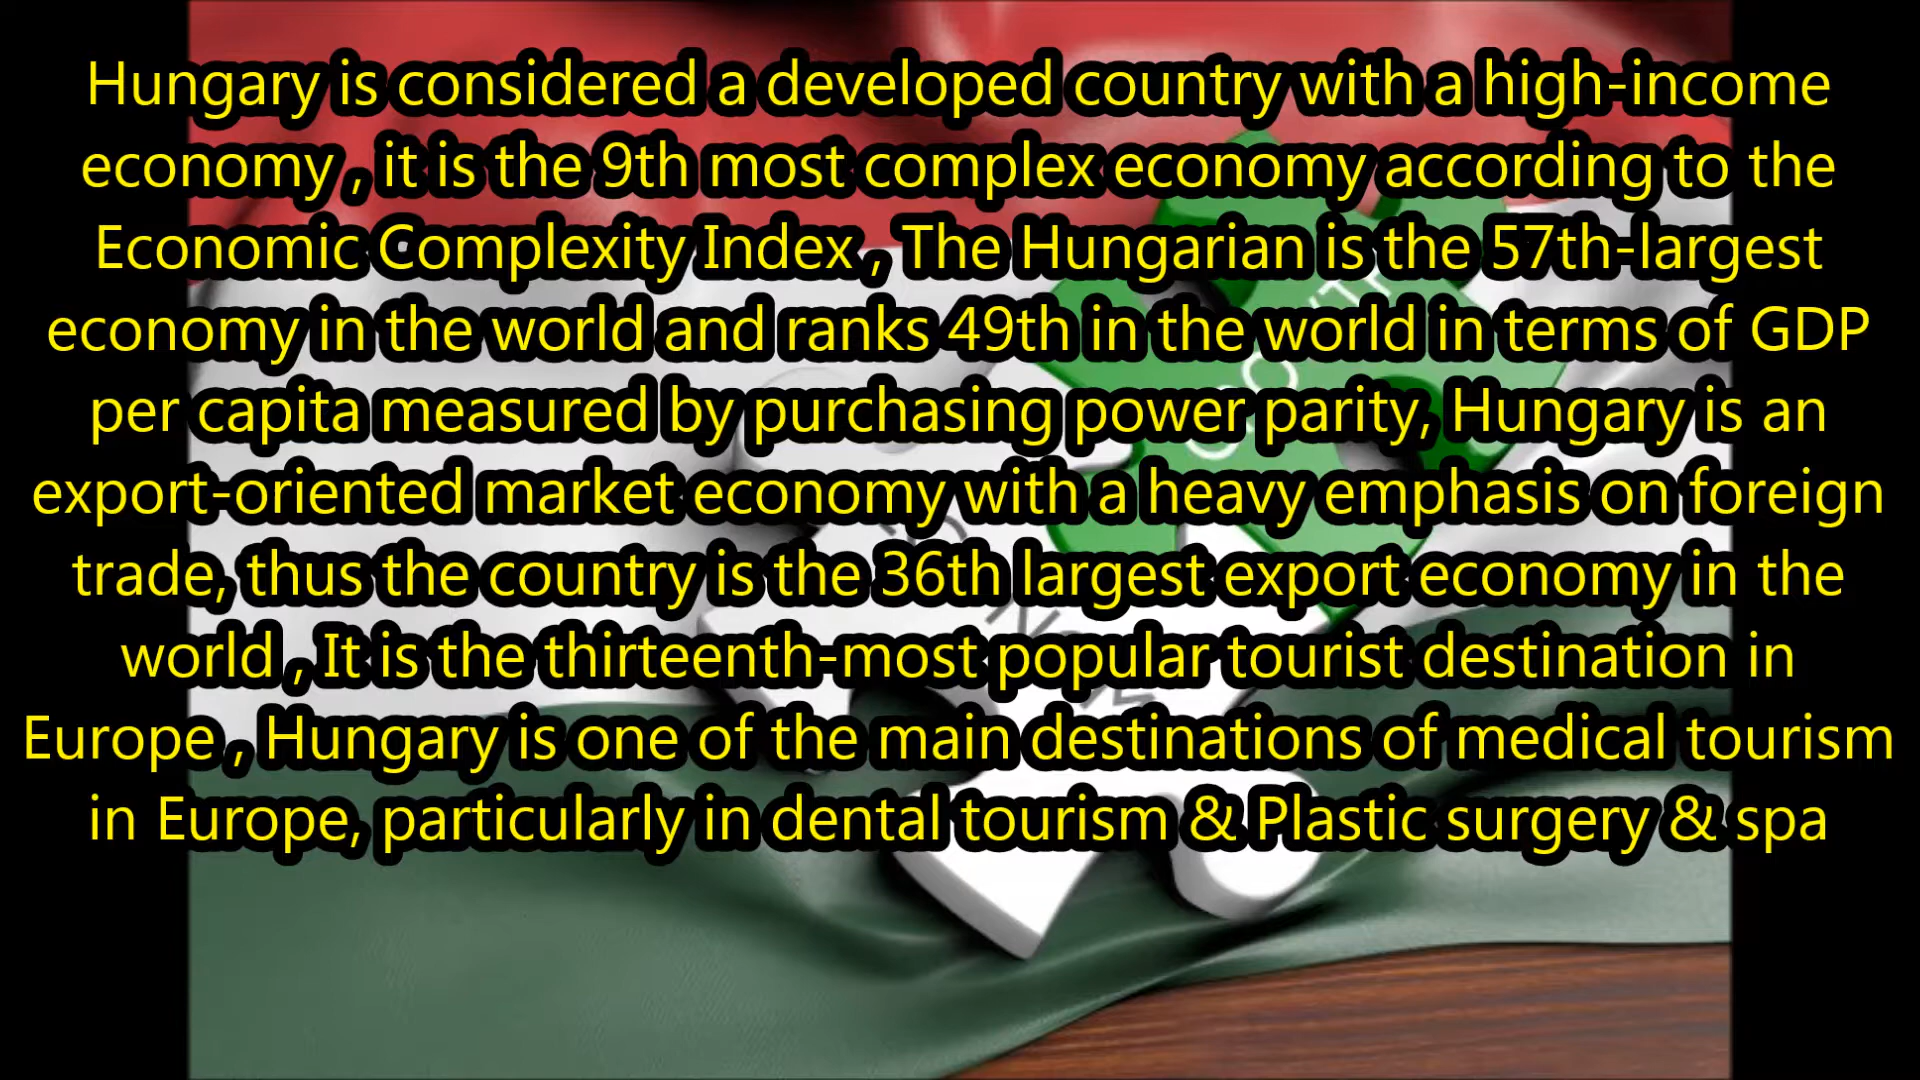 Hungary is considered a developed country with a high-income
economy , it is the 9th most complex economy according to the
Economic Complexity Index , The Hungarian is the 57th-largest
economy in the world and ranks 49th in the world in terms of GDP
per capita measured by purchasing power parity, Hungary is an
export-oriented market economy with a heavy emphasis on foreign
trade, thus the country is the 36th largest export economy in the
world , It is the thirteenth-most popular tourist destination in
Europe , Hungary is one of the main destinations of medical tourism
in Europe, particularly in dental tourism & Plastic surgery & spa